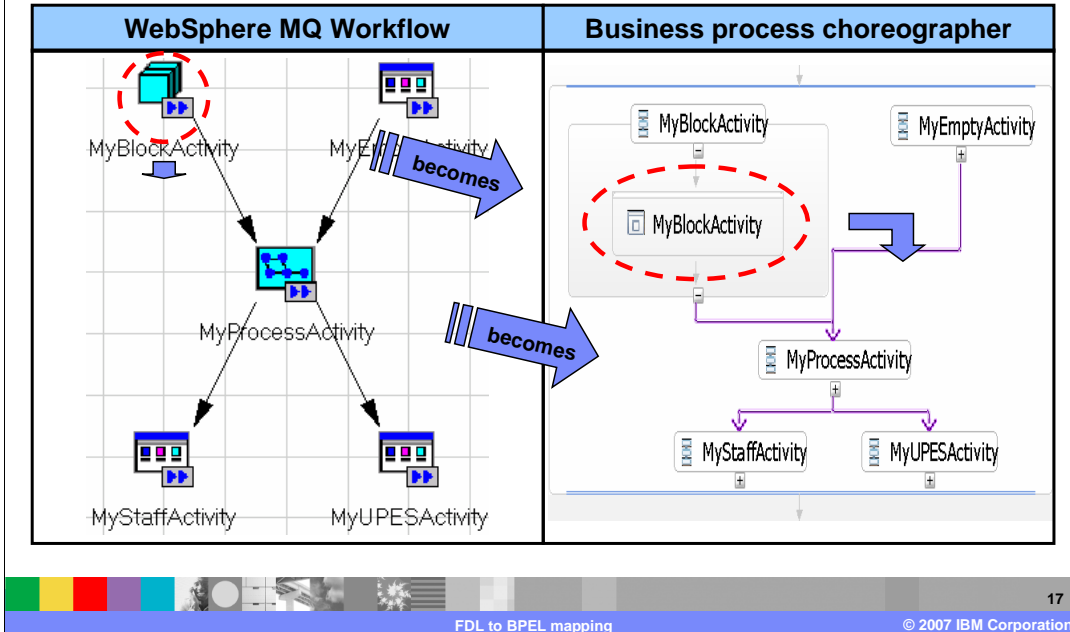 WebSphere MQ Workflow
Business process choreographer
MyBlockActivity
MyEmptyActivity
becomes
MyProcessActivity
becomes
MyStaffActivity
MyUPESActivity
MyBlockActivity
MyEmptyActivity
MyBlockActivity
MyProcessActivity
MyStaffActivity
MyUPESActivity
17
FDL to BPEL mapping
© 2007 IBM Corporation